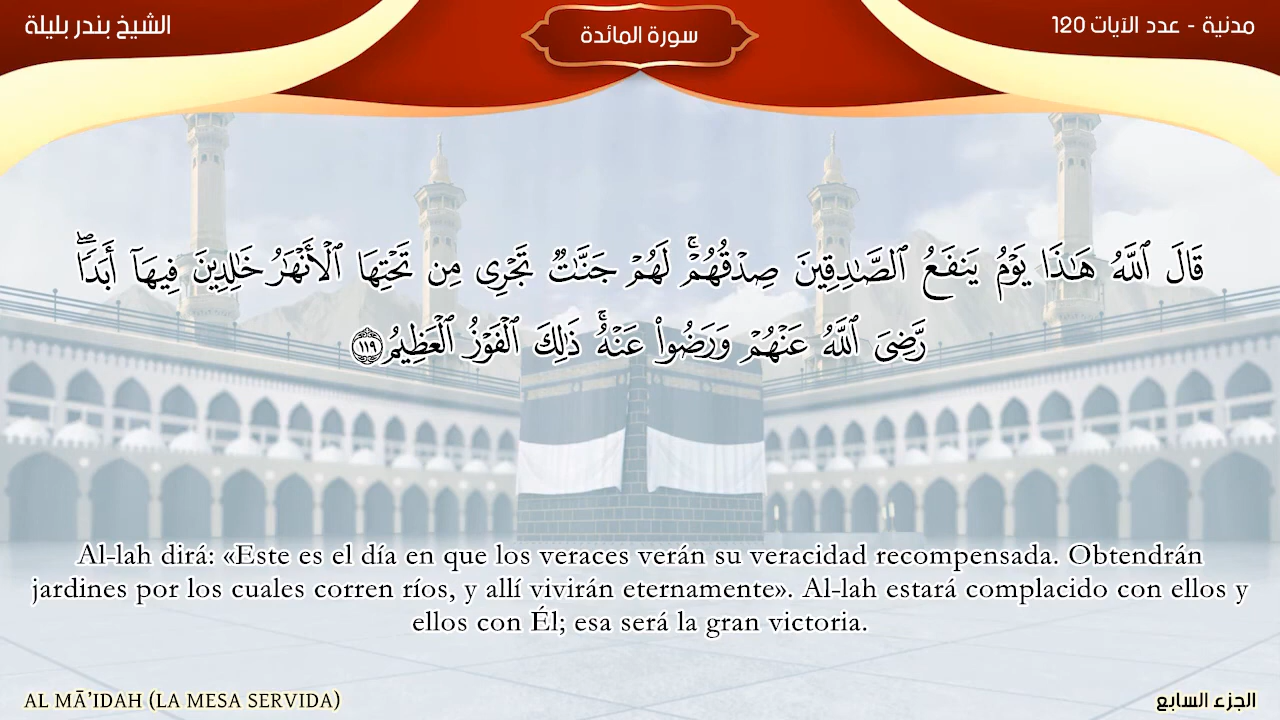 الشيخ بندر بليلة
سورة المائدة
مدنية - عدد الآيات 120
قَالَ ٱللَّهُ هَـٰذَا يَوْمُ يَنفَعُ ٱلصَّـٰدِقِينَ صِدْقُهُمْ ۚ لَهُمْ جَنَّـٰتٌ تَجْرِى مِن تَحْتِهَا ٱلْأَنْهَـٰرُ خَـٰلِدِينَ فِيهَآ أَبَدًا ۖ
رَّضِىَ ٱللَّهُ عَنْهُمْ وَرَضُوا۟ عَنْهُ ۚ ذَٰلِكَ ٱلْفَوْزُ ٱلْعَظِيمُ ١١٩
Al-lah dirá: «Este es el día en que los veraces verán su veracidad recompensada. Obtendrán
jardines por los cuales corren ríos, y allí vivirán eternamente». Al-lah estará complacido con ellos y
ellos con Él; esa será la gran victoria.
AL MĀ’IDAH (LA MESA SERVIDA)
الجزء السابع